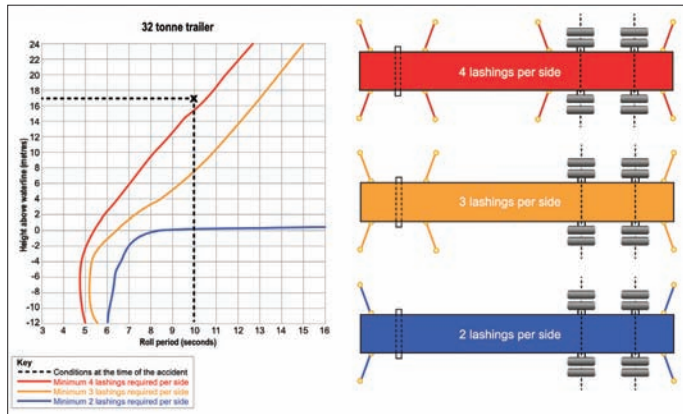 32 tonne trailer
Height above waterline (metres)
24
22
20
18
16
14
12
10
8
6
4
2
0
-2
-4
-6
-8
-10
-12
3 4 5 6 7 8 9 10 12 13 13 14 15 16
Roll period (seconds)
Key
Conditions at the time of the accident
Minimum 4 lashings required per side
Minimum 3 lashings required per side
Minimum 2 lashings required per side
4 lashings per side
3 lashings per side
2 lashings per side